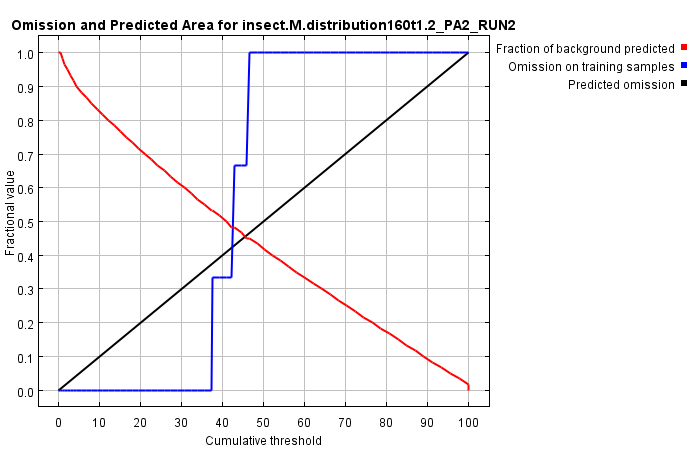 Omission and Predicted Area for insect.M.distribution160t1.2_PA2_RUN2
Fraction of background predicted
Omission on training samples
Predicted omission
Fractional value
1.0
0.9
0.8
0.7
0.6
0.5
0.4
0.3
0.2
0.1
0.0
0 10 20 30 40 50 60 70 80 90 100
Cumulative threshold